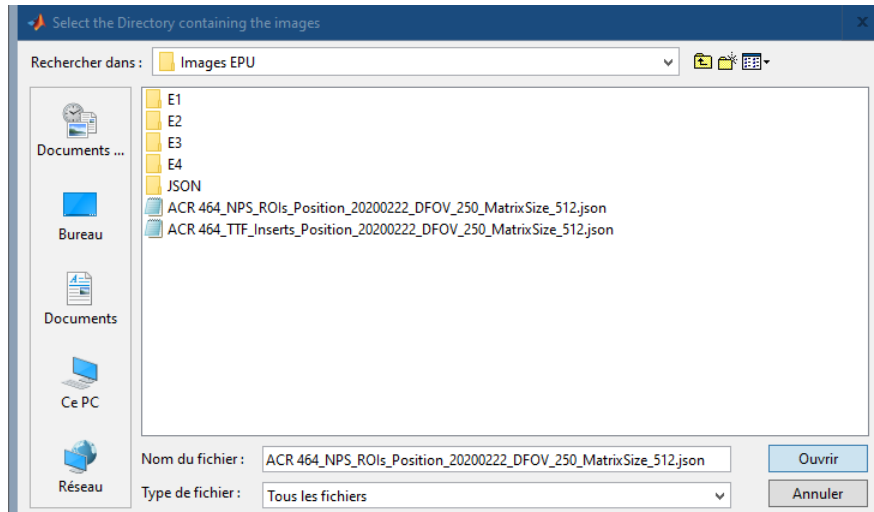 Select the Directory containing the images
Rechercher dans :
Images EPU
E1
E2
E3
E4
JSON
ACR 464_NPS_ROIs_Position_20200222_DFOV_250_MatrixSize_512.json
ACR 464_TTF_Inserts_Position_20200222_DFOV_250_MatrixSize_512.json
Documents ...
Bureau
Documents
Ce PC
Réseau
Nom du fichier :
ACR 464_NPS_ROIs_Position_20200222_DFOV_250_MatrixSize_512.json
Ouvrir
Type de fichier :
Tous les fichiers
Annuler